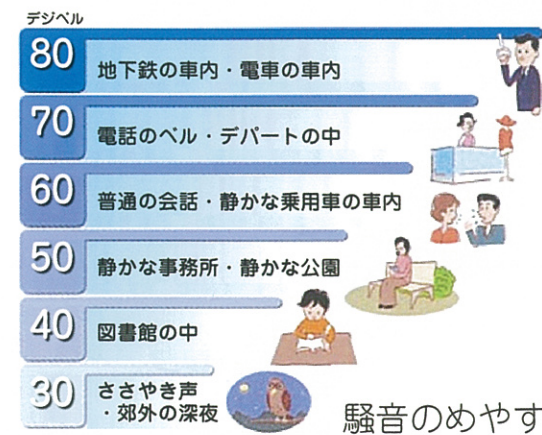 デジベル
80
地下鉄の車内・電車の車内
70
電話のベル・デパートの中
60
普通の会話・静かな乗用車の車内
50
静かな事務所・静かな公園
40
図書館の中
30
ささやき声
・郊外の深夜
騒音のめやす